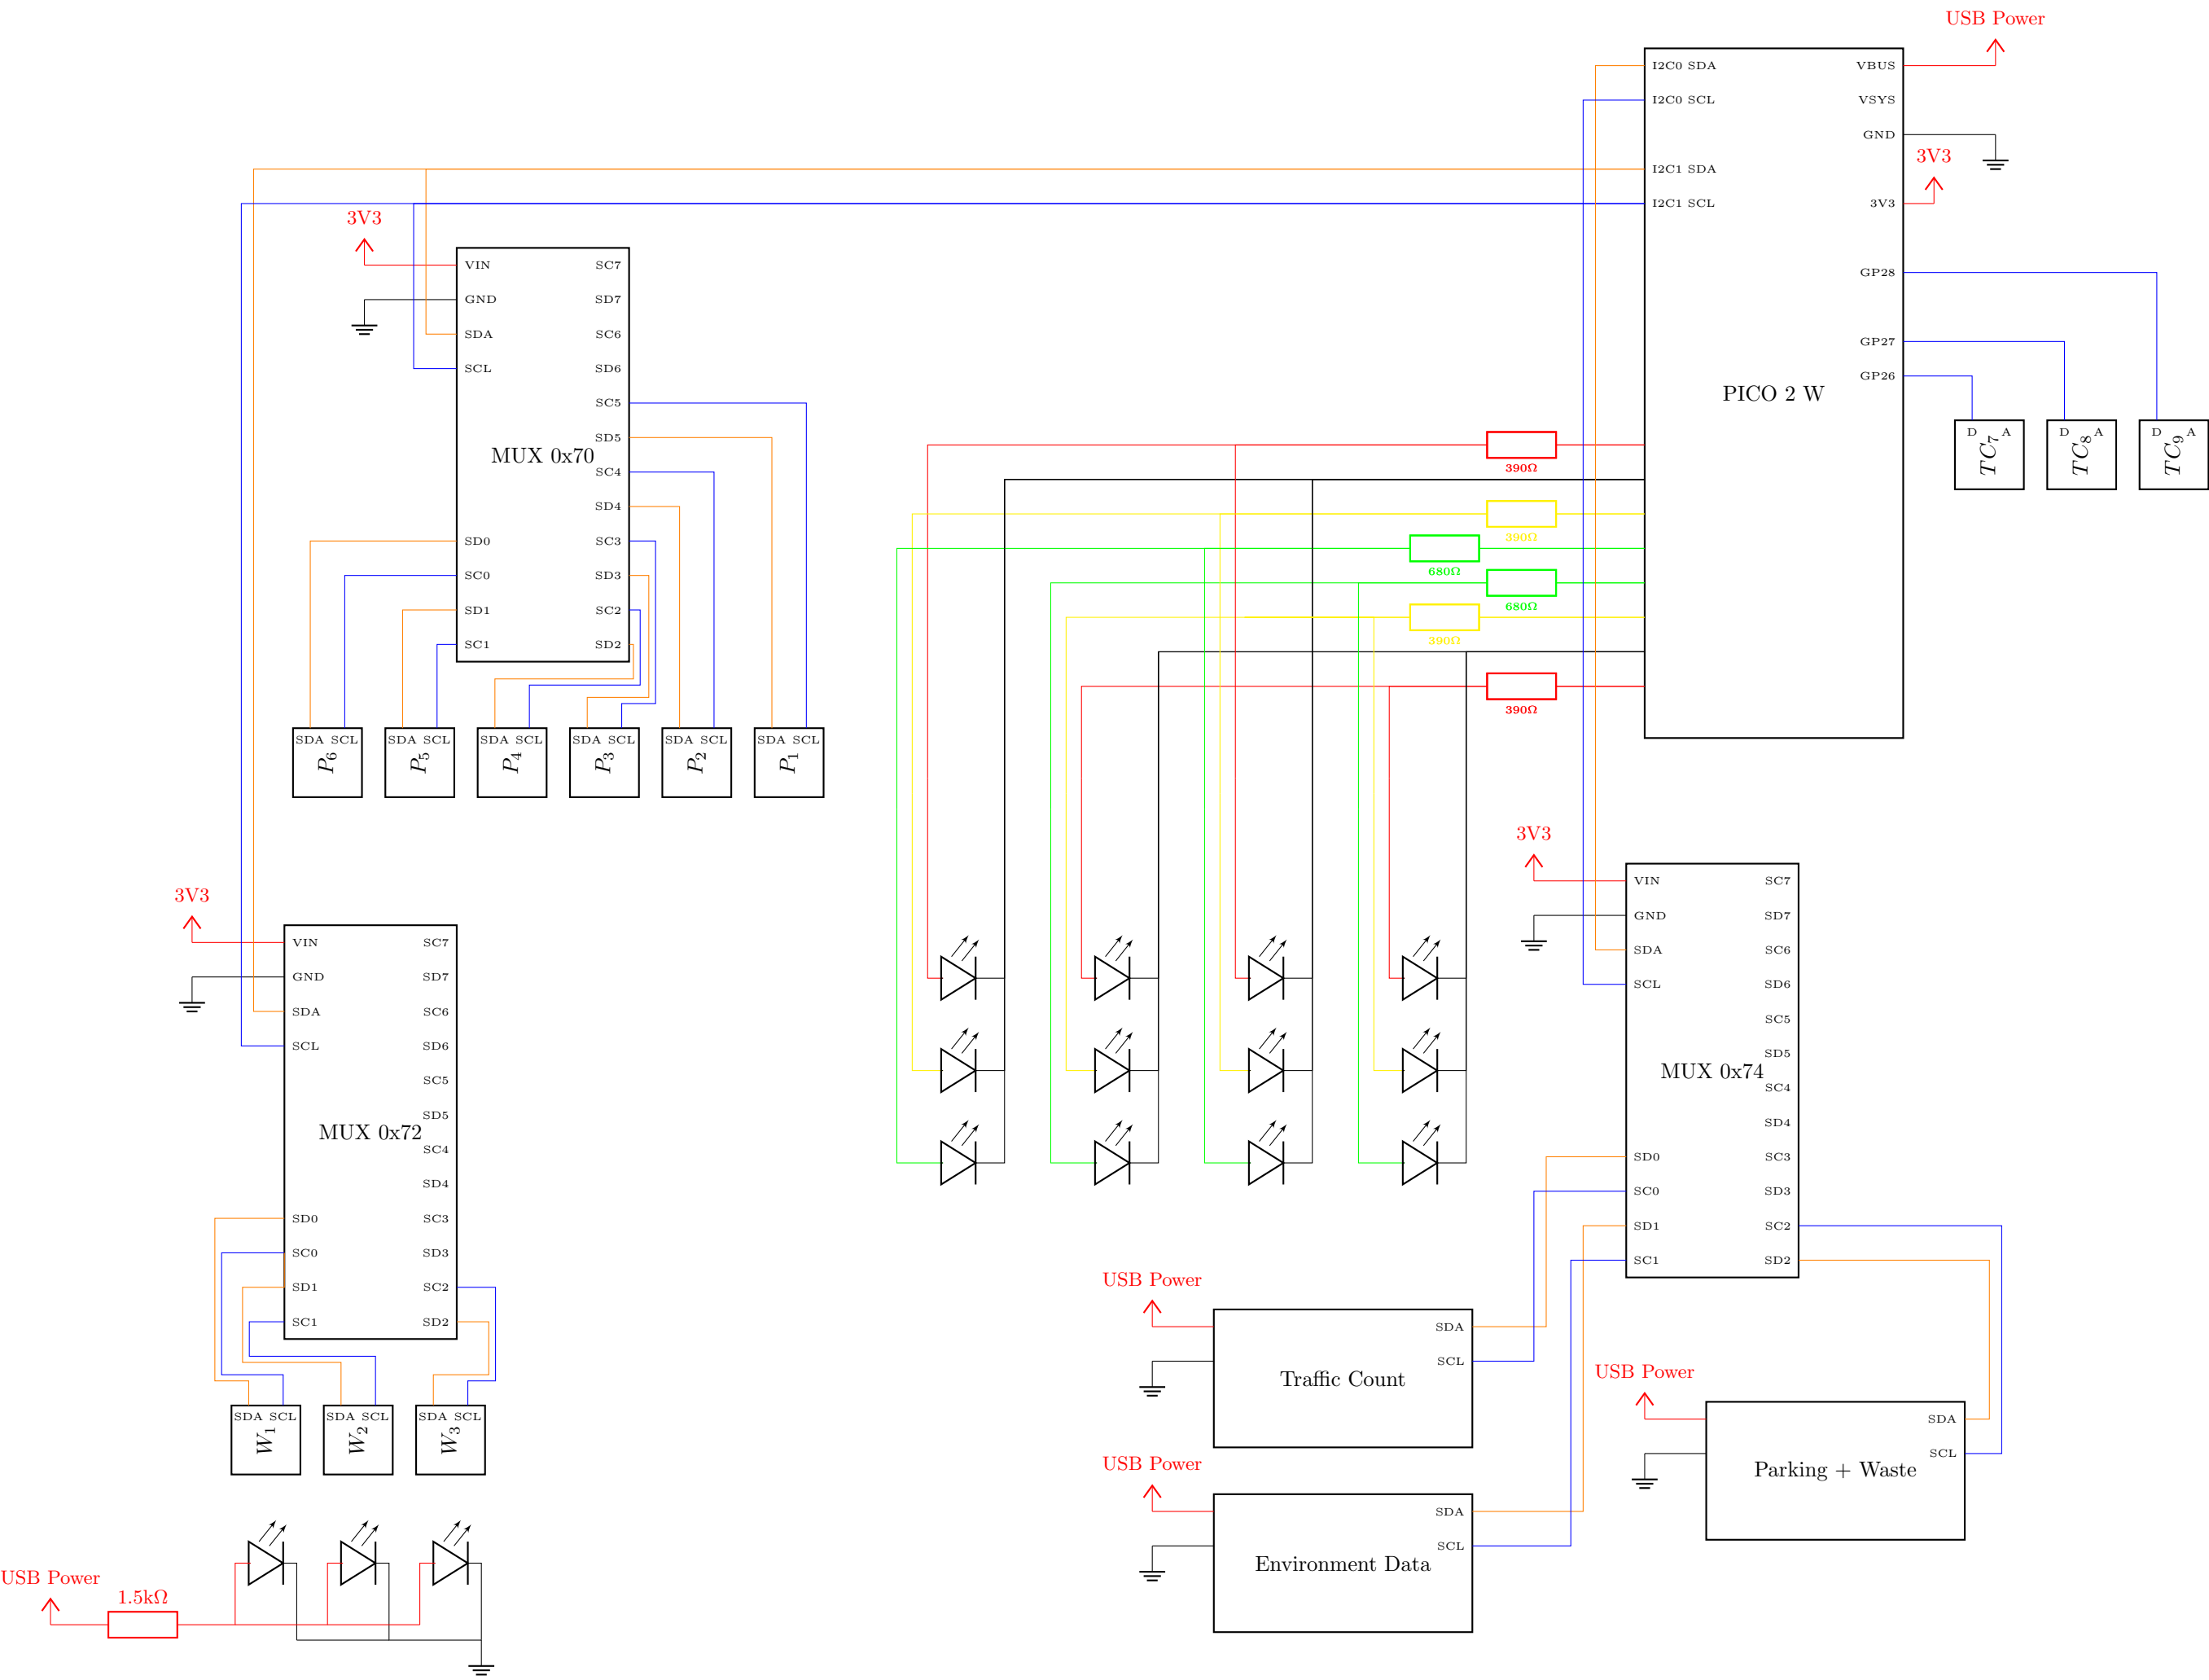 USB Power
I2C0 SDA VBUS
I2C0 SCL VSYS
GND
I2C1 SDA
3V3
I2C1 SCL 3V3
GP28
GP27
GP26
PICO 2 W
D A
TC7
D A
TC8
D A
TC9
3V3
VIN SC7
GND SD7
SDA SC6
SCL SD6
SC5
SD5
MUX 0x70
SC4
SD4
SD0 SC3
SC0 SD3
SD1 SC2
SC1 SD2
390Ω
390Ω
680Ω
680Ω
390Ω
390Ω
SDA SCL
P6
SDA SCL
P5
SDA SCL
P4
SDA SCL
P3
SDA SCL
P2
SDA SCL
P1
3V3
VIN SC7
GND SD7
SDA SC6
SCL SD6
SC5
SD5
MUX 0x74
SC4
SD4
SD0 SC3
SC0 SD3
SD1 SC2
SC1 SD2
3V3
VIN SC7
GND SD7
SDA SC6
SCL SD6
SC5
SD5
MUX 0x72
SC4
SD4
SD0 SC3
SC0 SD3
SD1 SC2
SC1 SD2
SDA SCL
W1
SDA SCL
W2
SDA SCL
W3
USB Power
SDA
SCL
Traffic Count
USB Power
SDA
SCL
Parking + Waste
USB Power
SDA
SCL
Environment Data
USB Power
1.5kΩ